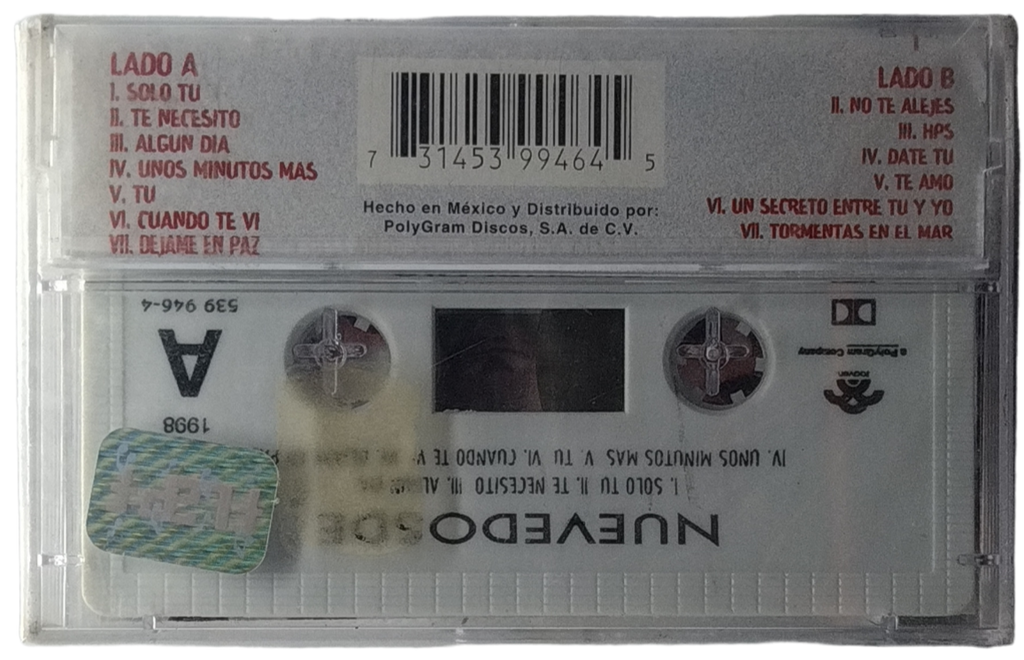 LADO A
I. SOLO TU
II. TE NECESITO
III. ALGUN DIA
IV. UNOS MINUTOS MAS
V. TU
VI. CUANDO TE VI
VII. DEJAME EN PAZ
7 31453 99464 5
Hecho en México y Distribuido por:
PolyGram Discos, S.A. de C.V.
LADO B
II. NO TE ALEJES
III. HPS
IV. DATE TU
V. TE AMO
VI. UN SECRETO ENTRE TU Y YO
VII. TORMENTAS EN EL MAR
NUEVEDOSDE
I. SOLO TU II. TE NECESITO III.
IV. UNOS MINUTOS MAS V. TU VI. CUANDO TE VI
1998
A
539 946-4
a PolyGram Company